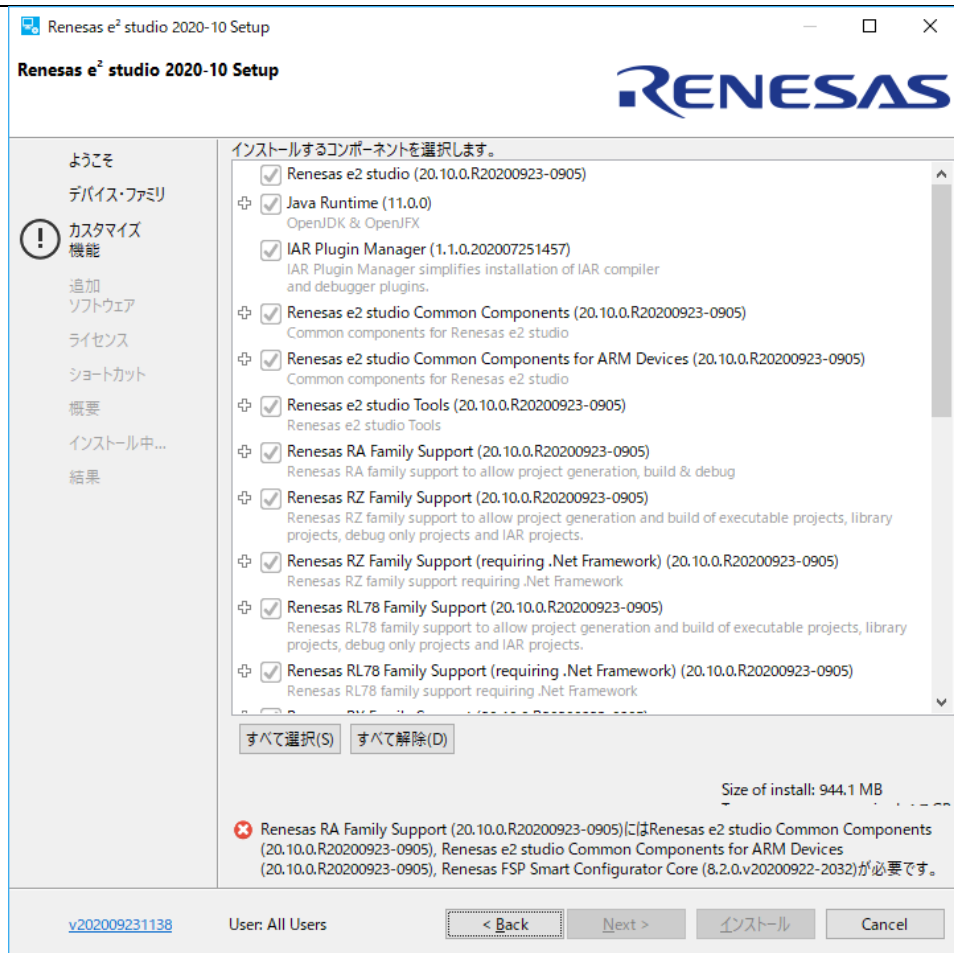 Renesas e² studio 2020-10 Setup
Renesas e² studio 2020-10 Setup
RENESAS
ようこそ
デバイス・ファミリ
カスタマイズ
機能
追加
ソフトウェア
ライセンス
ショートカット
概要
インストール中...
結果
インストールするコンポーネントを選択します。
Renesas e2 studio (20.10.0.R20200923-0905)
Java Runtime (11.0.0)
OpenJDK & OpenJFX
IAR Plugin Manager (1.1.0.202007251457)
IAR Plugin Manager simplifies installation of IAR compiler
and debugger plugins.
Renesas e2 studio Common Components (20.10.0.R20200923-0905)
Common components for Renesas e2 studio
Renesas e2 studio Common Components for ARM Devices (20.10.0.R20200923-0905)
Common components for Renesas e2 studio
Renesas e2 studio Tools (20.10.0.R20200923-0905)
Renesas e2 studio Tools
Renesas RA Family Support (20.10.0.R20200923-0905)
Renesas RA family support to allow project generation, build & debug
Renesas RZ Family Support (20.10.0.R20200923-0905)
Renesas RZ family support to allow project generation and build of executable projects, library
projects, debug only projects and IAR projects.
Renesas RZ Family Support (requiring .Net Framework) (20.10.0.R20200923-0905)
Renesas RZ family support requiring .Net Framework
Renesas RL78 Family Support (20.10.0.R20200923-0905)
Renesas RL78 family support to allow project generation and build of executable projects, library
projects, debug only projects and IAR projects.
Renesas RL78 Family Support (requiring .Net Framework) (20.10.0.R20200923-0905)
Renesas RL78 family support requiring .Net Framework
すべて選択(S) すべて解除(D)
Size of install: 944.1 MB
Renesas RA Family Support (20.10.0.R20200923-0905)にはRenesas e2 studio Common Components
(20.10.0.R20200923-0905), Renesas e2 studio Common Components for ARM Devices
(20.10.0.R20200923-0905), Renesas FSP Smart Configurator Core (8.2.0.v20200922-2032)が必要です。
v202009231138 User: All Users < Back Next > インストール Cancel